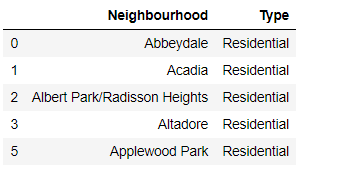 Neighbourhood Type
0 Abbeydale Residential
1 Acadia Residential
2 Albert Park/Radisson Heights Residential
3 Altadore Residential
5 Applewood Park Residential